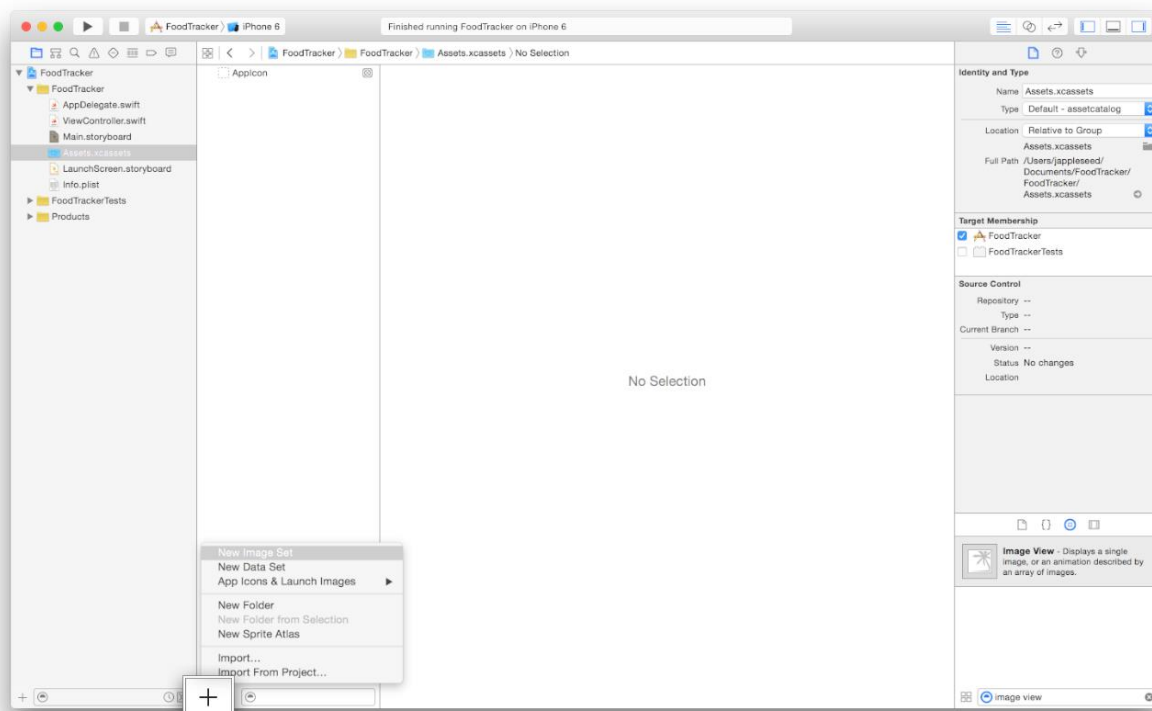 FoodTracker
iPhone 6
Finished running FoodTracker on iPhone 6
FoodTracker
FoodTracker
AppDelegate.swift
ViewController.swift
Main.storyboard
Assets.xcassets
LaunchScreen.storyboard
Info.plist
FoodTrackerTests
Products
FoodTracker
FoodTracker
Assets.xcassets
No Selection
AppIcon
No Selection
New Image Set
New Data Set
App Icons & Launch Images
New Folder
New Folder from Selection
New Sprite Atlas
Import...
Import From Project...
Identity and Type
Name Assets.xcassets
Type Default - assetcatalog
Location Relative to Group
Assets.xcassets
Full Path /Users/jappleseed/
Documents/FoodTracker/
FoodTracker/
Assets.xcassets
Target Membership
FoodTracker
FoodTrackerTests
Source Control
Repository --
Type --
Current Branch --
Version --
Status No changes
Location
Image View - Displays a single
image, or an animation described by
an array of images.
image view